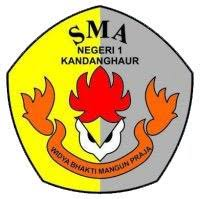 SMA
NEGERI 1
KANDANGHAUR
WIDYA BHAKTI MANGUN PRAJA